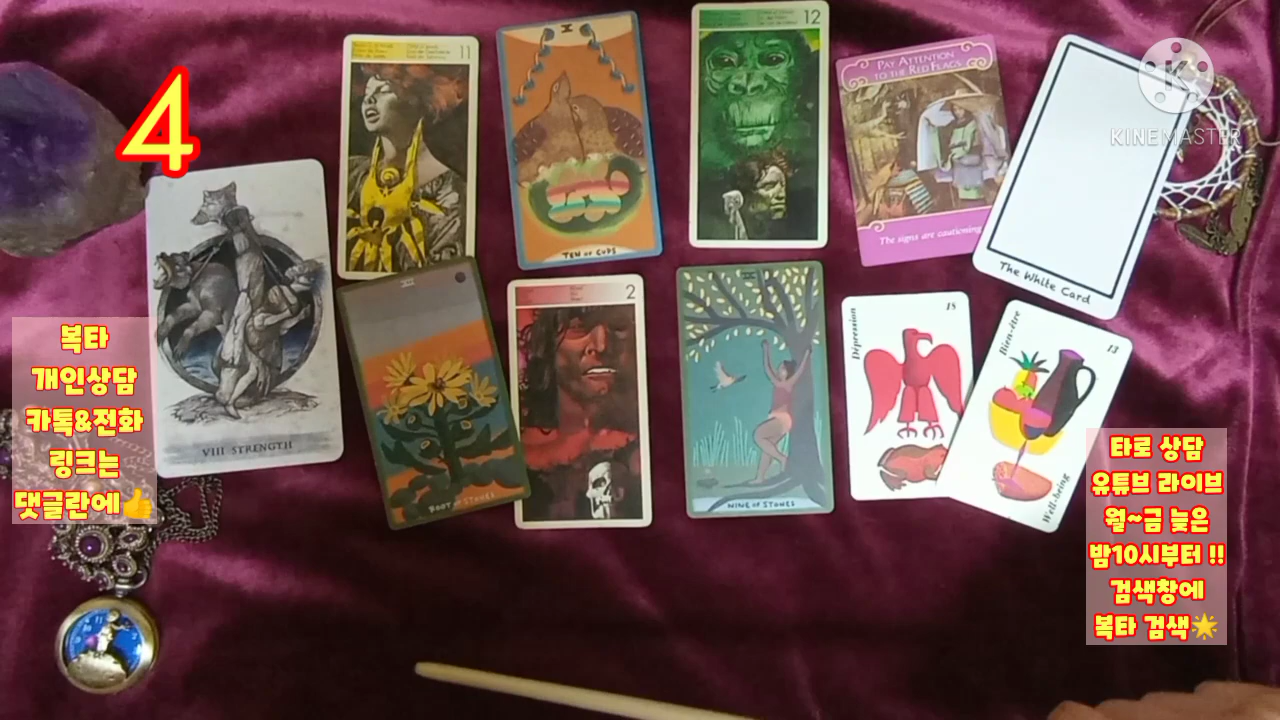 4
복타
개인상담
카톡&전화
링크는
댓글란에👍
VIII STRENGTH
11
X
TEN OF CUPS
12
PAY ATTENTION
TO THE RED FLAGS
The signs are cautioning
The White Card
KINEMASTER
ROOT OF STONES
2
NINE OF STONES
Dépression
15
Bien-être
13
Well-being
타로 상담
유튜브 라이브
월~금 늦은
밤10시부터 !!
검색창에
복타 검색🌟